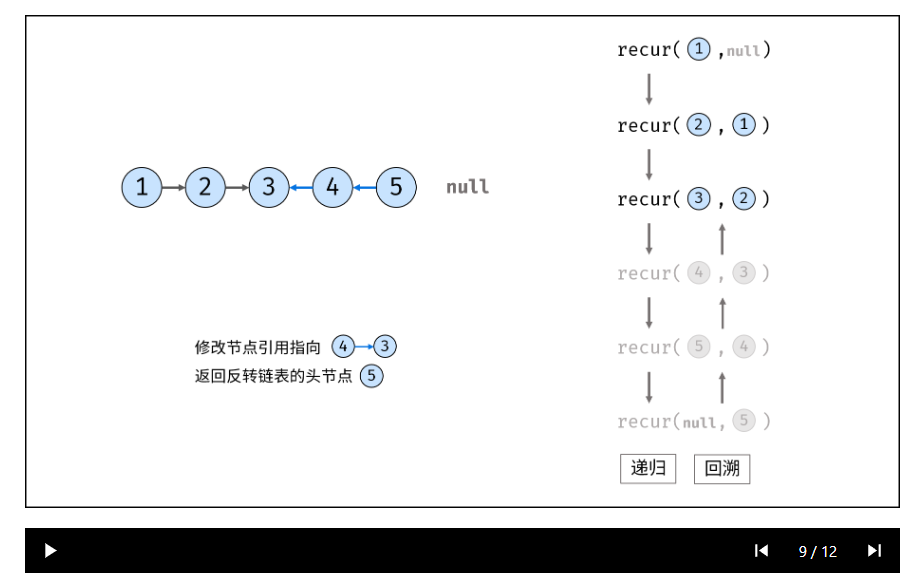 recur( 1 ,null)
recur( 2 , 1 )
1 2 3 4 5 null
recur( 3 , 2 )
recur( 4 , 3 )
修改节点引用指向 4 3
recur( 5 , 4 )
返回反转链表的头节点 5
recur(null, 5 )
递归 回溯
9 / 12